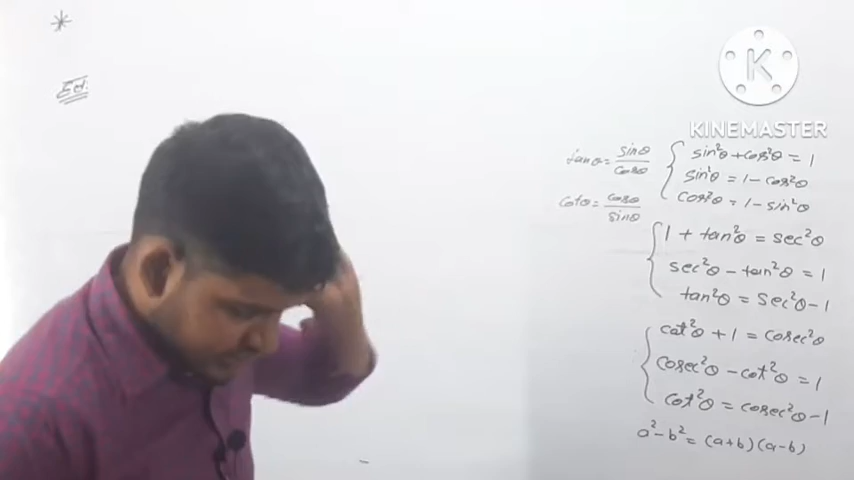 *
हल:
KINEMASTER
tanθ = sinθ/cosθ
cotθ = cosθ/sinθ
sin²θ + cos²θ = 1
sin²θ = 1 - cos²θ
cos²θ = 1 - sin²θ
1 + tan²θ = sec²θ
sec²θ - tan²θ = 1
tan²θ = sec²θ - 1
cot²θ + 1 = cosec²θ
cosec²θ - cot²θ = 1
cot²θ = cosec²θ - 1
a² - b² = (a+b)(a-b)